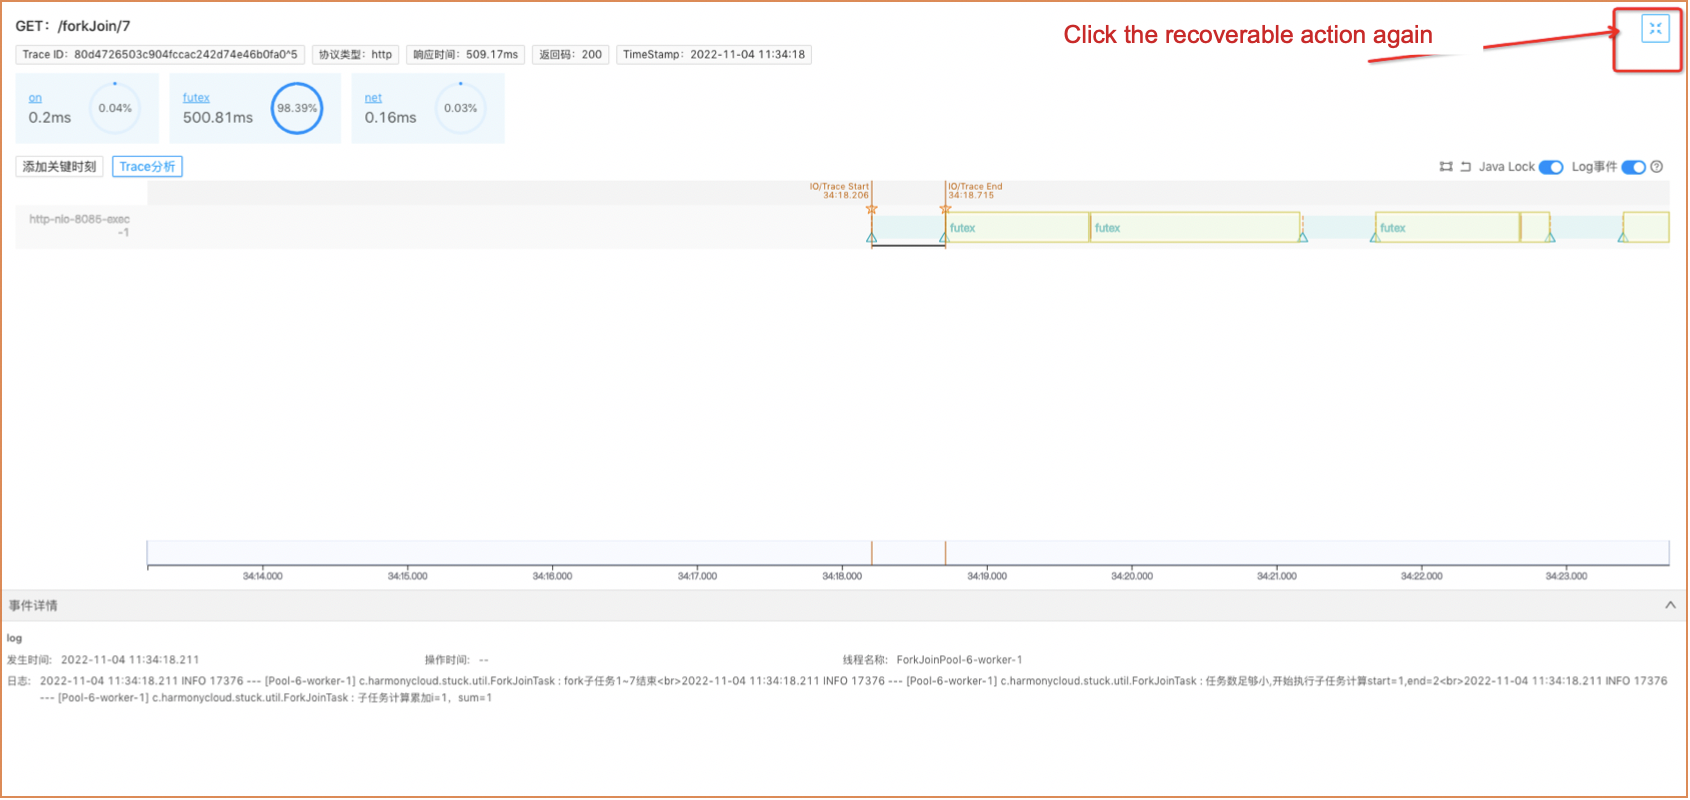 GET：/forkJoin/7
Click the recoverable action again
Trace ID：80d4726503c904fccac242d74e46b0fa0^5
协议类型：http
响应时间：509.17ms
返回码：200
TimeStamp：2022-11-04 11:34:18
on
0.2ms
0.04%
futex
500.81ms
98.39%
net
0.16ms
0.03%
添加关键时刻
Trace分析
Java Lock
Log事件
IO/Trace Start
34:18.206
IO/Trace End
34:18.715
http-nio-8085-exec
-1
futex
futex
futex
34:14.000
34:15.000
34:16.000
34:17.000
34:18.000
34:19.000
34:20.000
34:21.000
34:22.000
34:23.000
事件详情
log
发生时间: 2022-11-04 11:34:18.211
操作时间: --
线程名称: ForkJoinPool-6-worker-1
日志: 2022-11-04 11:34:18.211 INFO 17376 --- [Pool-6-worker-1] c.harmonycloud.stuck.util.ForkJoinTask : fork子任务1~7结束<br>2022-11-04 11:34:18.211 INFO 17376 --- [Pool-6-worker-1] c.harmonycloud.stuck.util.ForkJoinTask : 任务数足够小,开始执行子任务计算start=1,end=2<br>2022-11-04 11:34:18.211 INFO 17376
--- [Pool-6-worker-1] c.harmonycloud.stuck.util.ForkJoinTask : 子任务计算累加i=1，sum=1